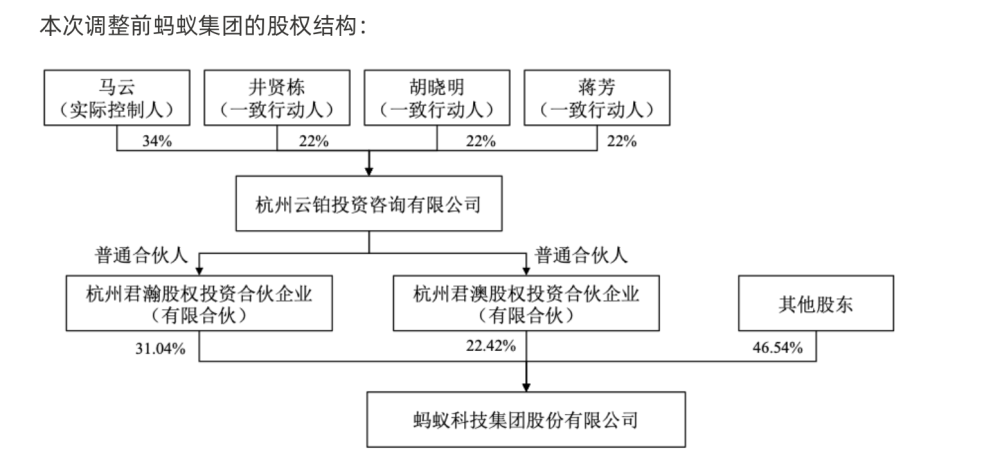 本次调整前蚂蚁集团的股权结构：
马云
（实际控制人）
井贤栋
（一致行动人）
胡晓明
（一致行动人）
蒋芳
（一致行动人）
34%
22%
22%
22%
杭州云铂投资咨询有限公司
普通合伙人
普通合伙人
杭州君瀚股权投资合伙企业
（有限合伙）
杭州君澳股权投资合伙企业
（有限合伙）
其他股东
31.04%
22.42%
46.54%
蚂蚁科技集团股份有限公司